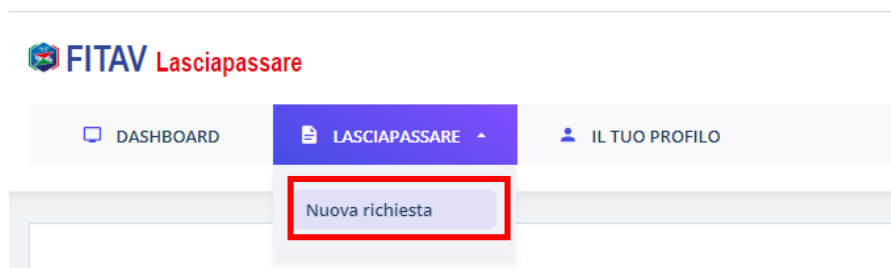 FITAV Lasciapassare
DASHBOARD LASCIAPASSARE IL TUO PROFILO
Nuova richiesta